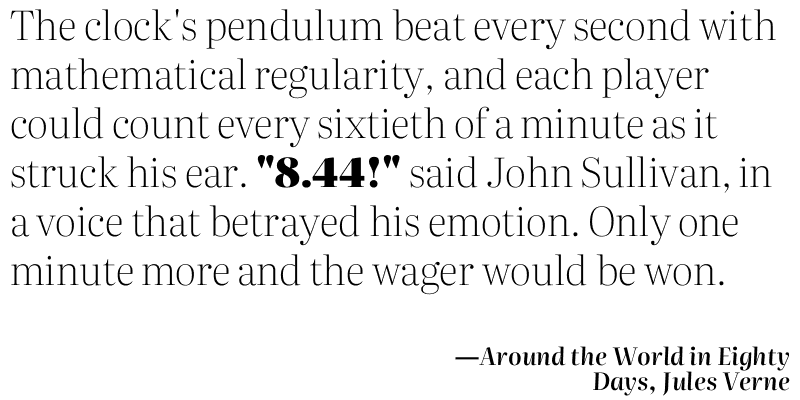 The clock's pendulum beat every second with
mathematical regularity, and each player
could count every sixtieth of a minute as it
struck his ear. "8.44!" said John Sullivan, in
a voice that betrayed his emotion. Only one
minute more and the wager would be won.
—Around the World in Eighty
Days, Jules Verne